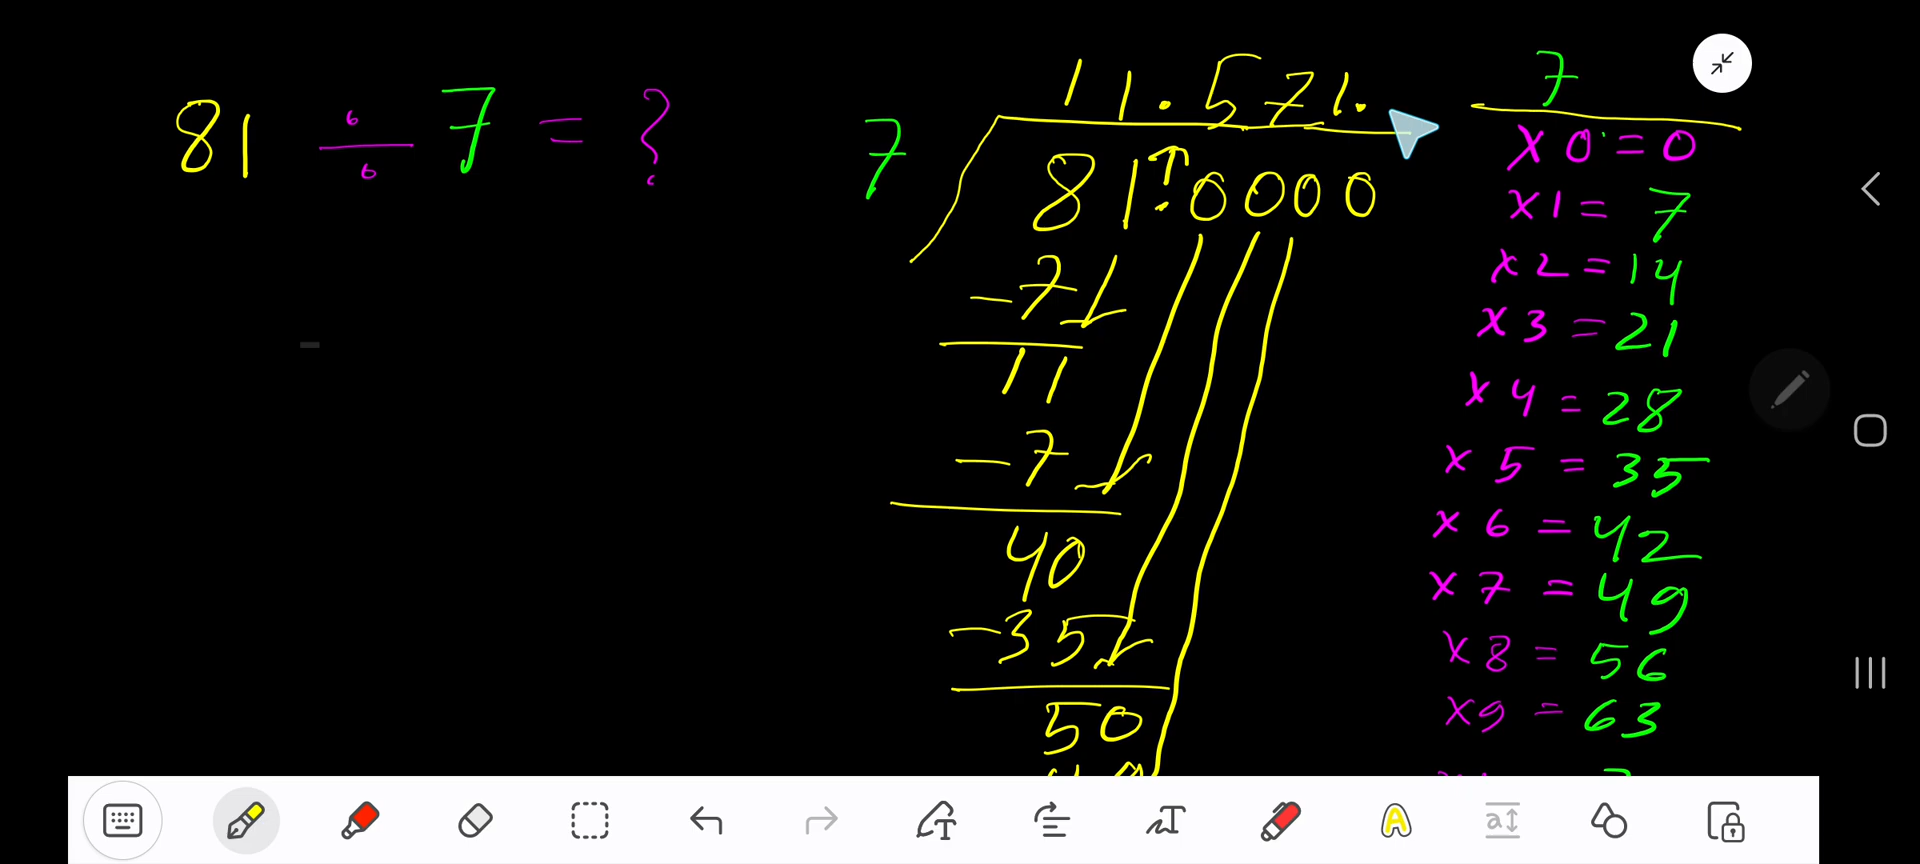 81 ÷ 7 = ?
11.571.
7
81.0000
-7
11
-7
40
-35
50
7
x0=0
x1=7
x2=14
x3=21
x4=28
x5=35
x6=42
x7=49
x8=56
x9=63